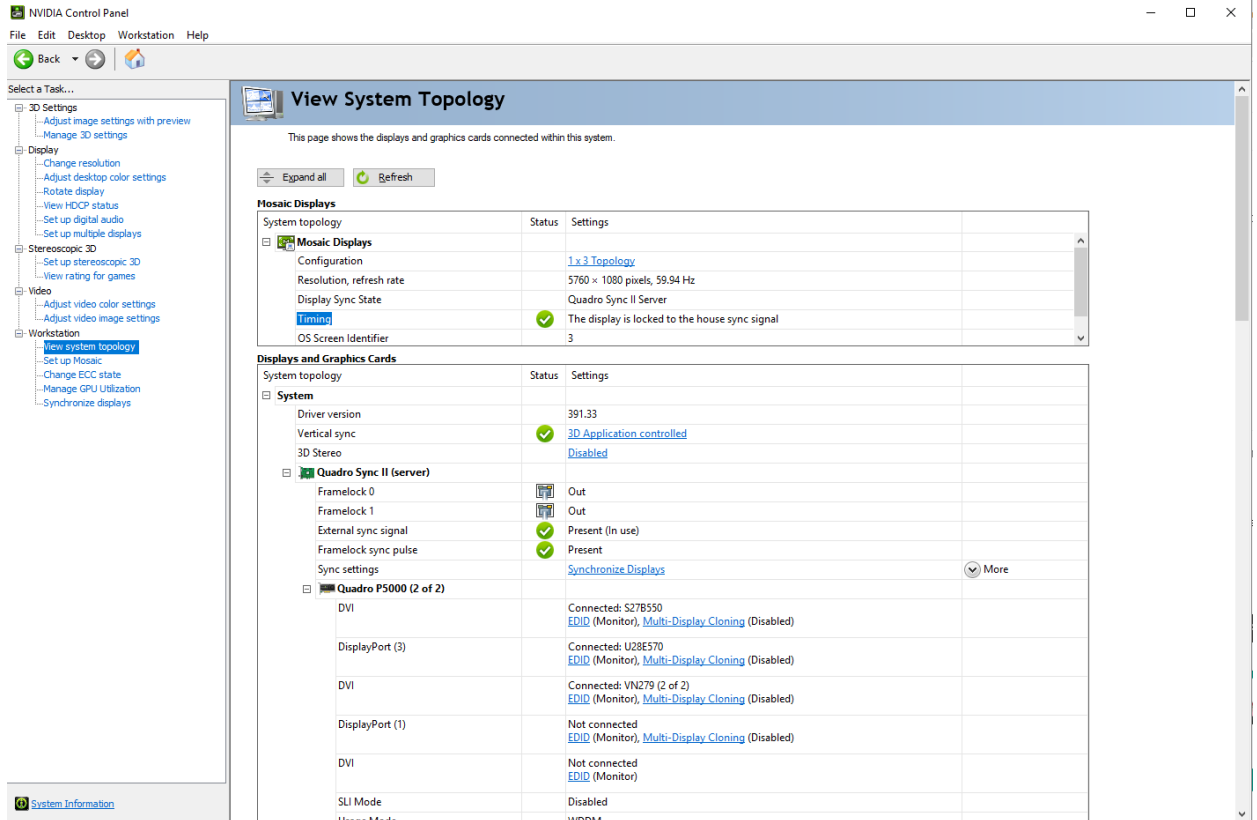 NVIDIA Control Panel
File Edit Desktop Workstation Help
Back
Select a Task...
3D Settings
Adjust image settings with preview
Manage 3D settings
Display
Change resolution
Adjust desktop color settings
Rotate display
View HDCP status
Set up digital audio
Set up multiple displays
Stereoscopic 3D
Set up stereoscopic 3D
View rating for games
Video
Adjust video color settings
Adjust video image settings
Workstation
View system topology
Set up Mosaic
Change ECC state
Manage GPU Utilization
Synchronize displays
System Information
View System Topology
This page shows the displays and graphics cards connected within this system.
Expand all Refresh
Mosaic Displays
System topology Status Settings
Mosaic Displays
Configuration 1 x 3 Topology
Resolution, refresh rate 5760 × 1080 pixels, 59.94 Hz
Display Sync State Quadro Sync II Server
Timing The display is locked to the house sync signal
OS Screen Identifier 3
Displays and Graphics Cards
System topology Status Settings
System
Driver version 391.33
Vertical sync 3D Application controlled
3D Stereo Disabled
Quadro Sync II (server)
Framelock 0 Out
Framelock 1 Out
External sync signal Present (In use)
Framelock sync pulse Present
Sync settings Synchronize Displays More
Quadro P5000 (2 of 2)
DVI Connected: S27B550
EDID (Monitor), Multi-Display Cloning (Disabled)
DisplayPort (3) Connected: U28E570
EDID (Monitor), Multi-Display Cloning (Disabled)
DVI Connected: VN279 (2 of 2)
EDID (Monitor), Multi-Display Cloning (Disabled)
DisplayPort (1) Not connected
EDID (Monitor), Multi-Display Cloning (Disabled)
DVI Not connected
EDID (Monitor)
SLI Mode Disabled
Usage Mode WDDM